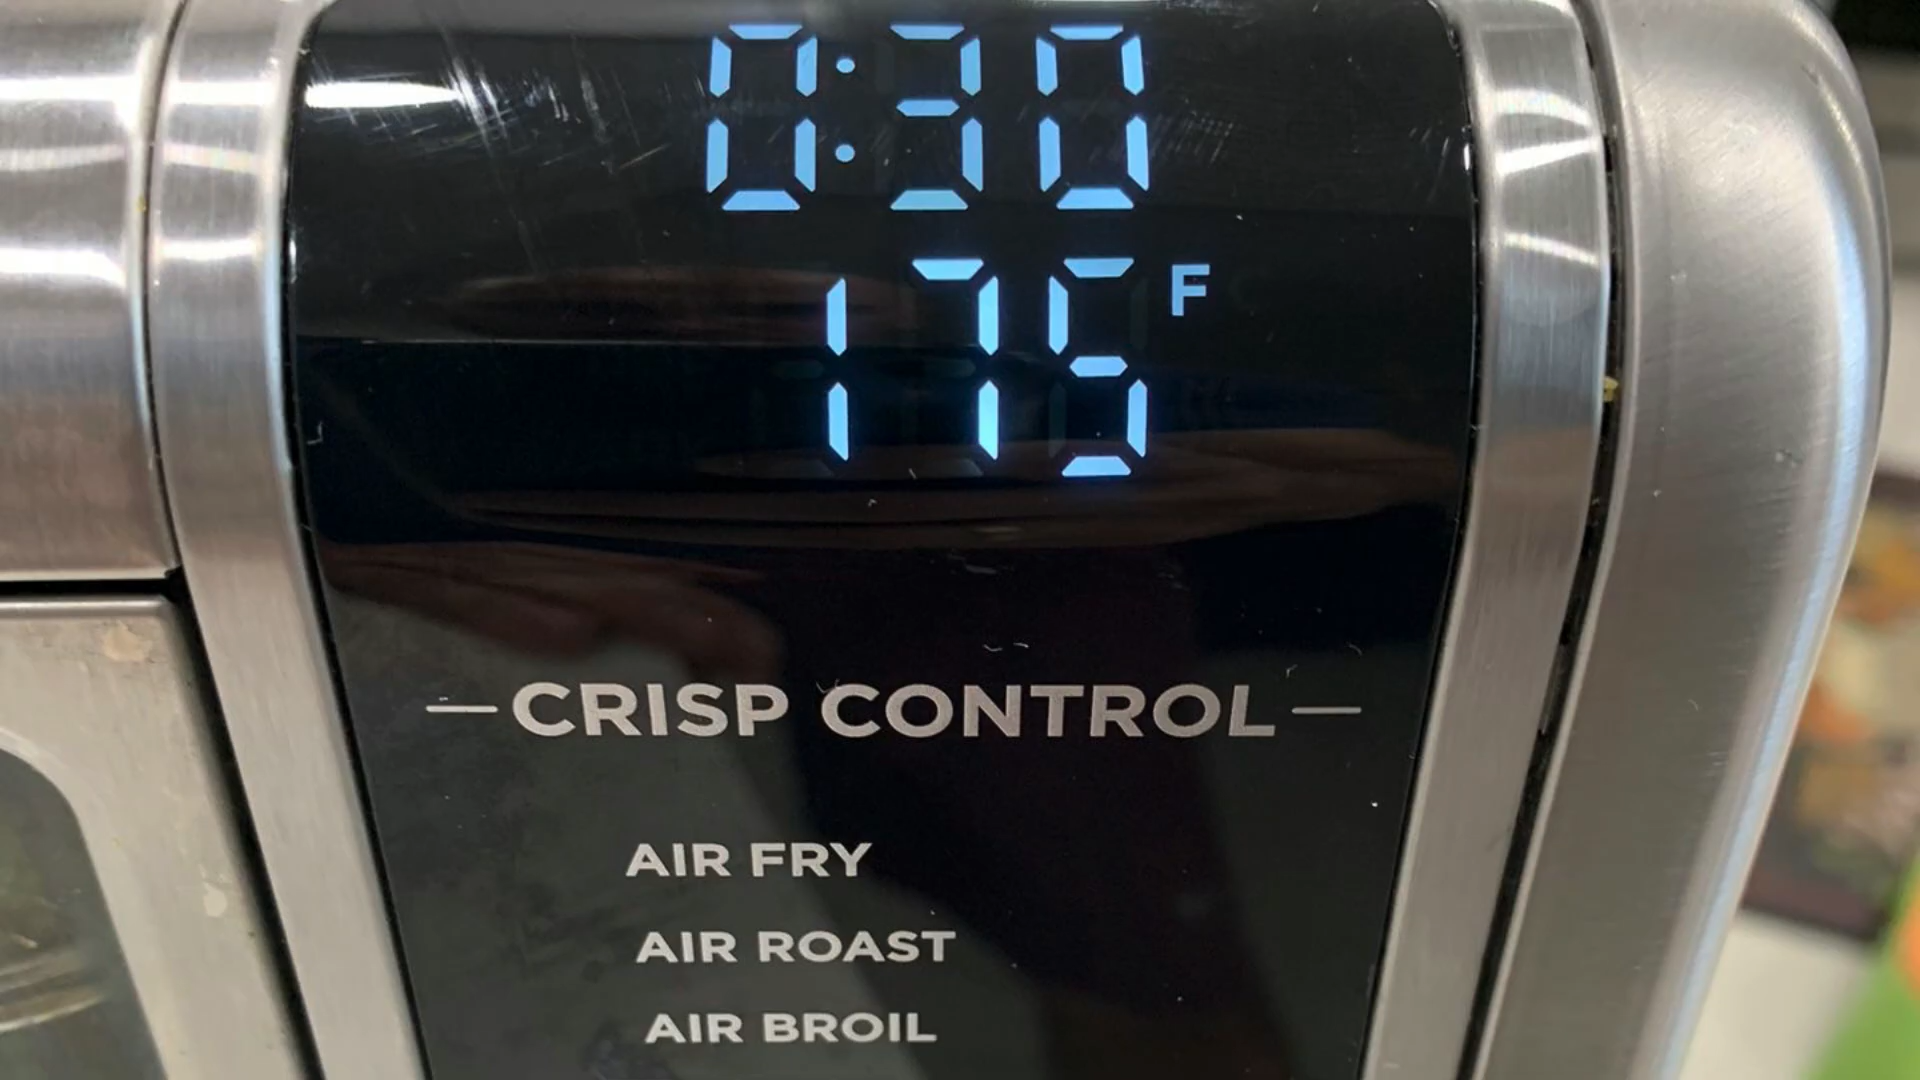 0:30
175 F
CRISP CONTROL
AIR FRY
AIR ROAST
AIR BROIL